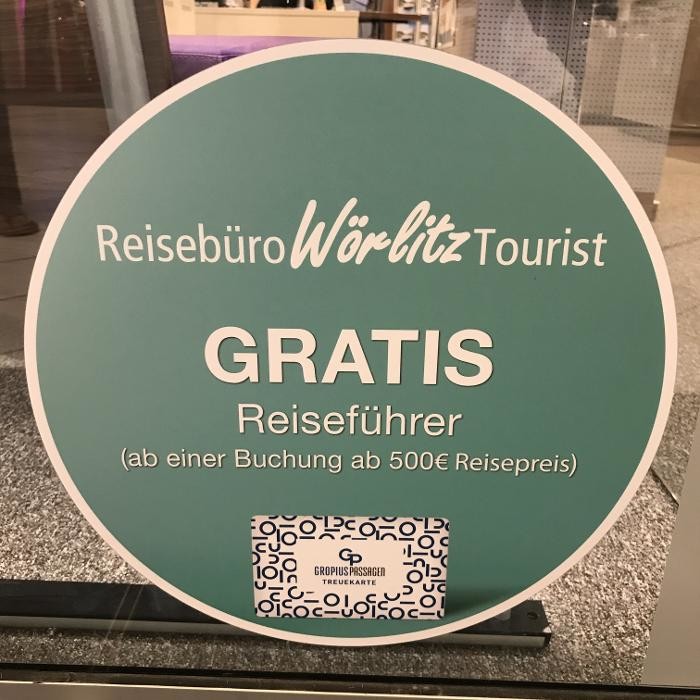 Reisebüro Wörlitz Tourist
GRATIS
Reiseführer
(ab einer Buchung ab 500€ Reisepreis)
GP
GROPIUS PASSAGEN
TREUEKARTE